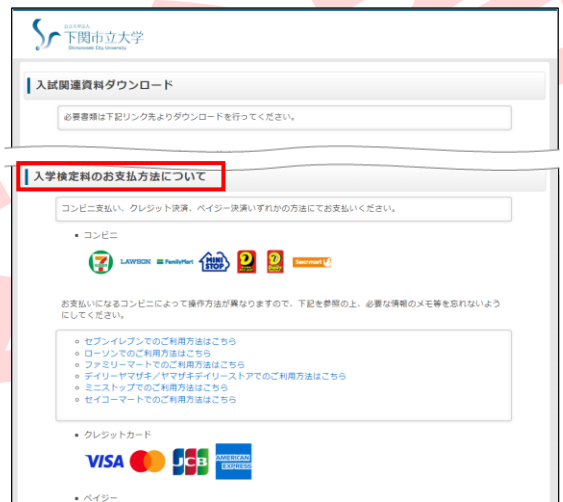 公立大学法人
下関市立大学
Shimonoseki City University
入試関連資料ダウンロード
必要書類は下記リンク先よりダウンロードを行ってください。
入学検定料のお支払方法について
コンビニ支払い、クレジット決済、ペイジー決済いずれかの方法にてお支払いください。
• コンビニ
LAWSON FamilyMart MINI STOP Daily Seicomart
お支払いになるコンビニによって操作方法が異なりますので、下記を参照の上、必要な情報のメモ等を忘れないよう
にしてください。
○ セブンイレブンでのご利用方法はこちら
○ ローソンでのご利用方法はこちら
○ ファミリーマートでのご利用方法はこちら
○ デイリーヤマザキ／ヤマザキデイリーストアでのご利用方法はこちら
○ ミニストップでのご利用方法はこちら
○ セイコーマートでのご利用方法はこちら
• クレジットカード
VISA JCB AMERICAN EXPRESS
• ペイジー